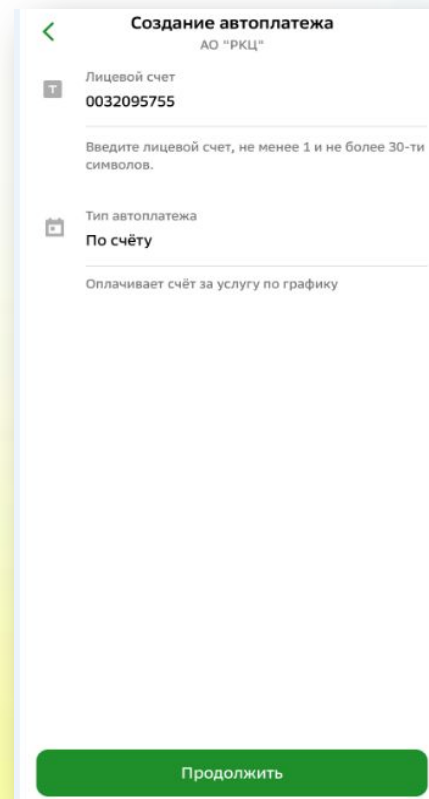 Создание автоплатежа
АО "РКЦ"
Лицевой счет
0032095755
Введите лицевой счет, не менее 1 и не более 30-ти
символов.
Тип автоплатежа
По счёту
Оплачивает счёт за услугу по графику
Продолжить